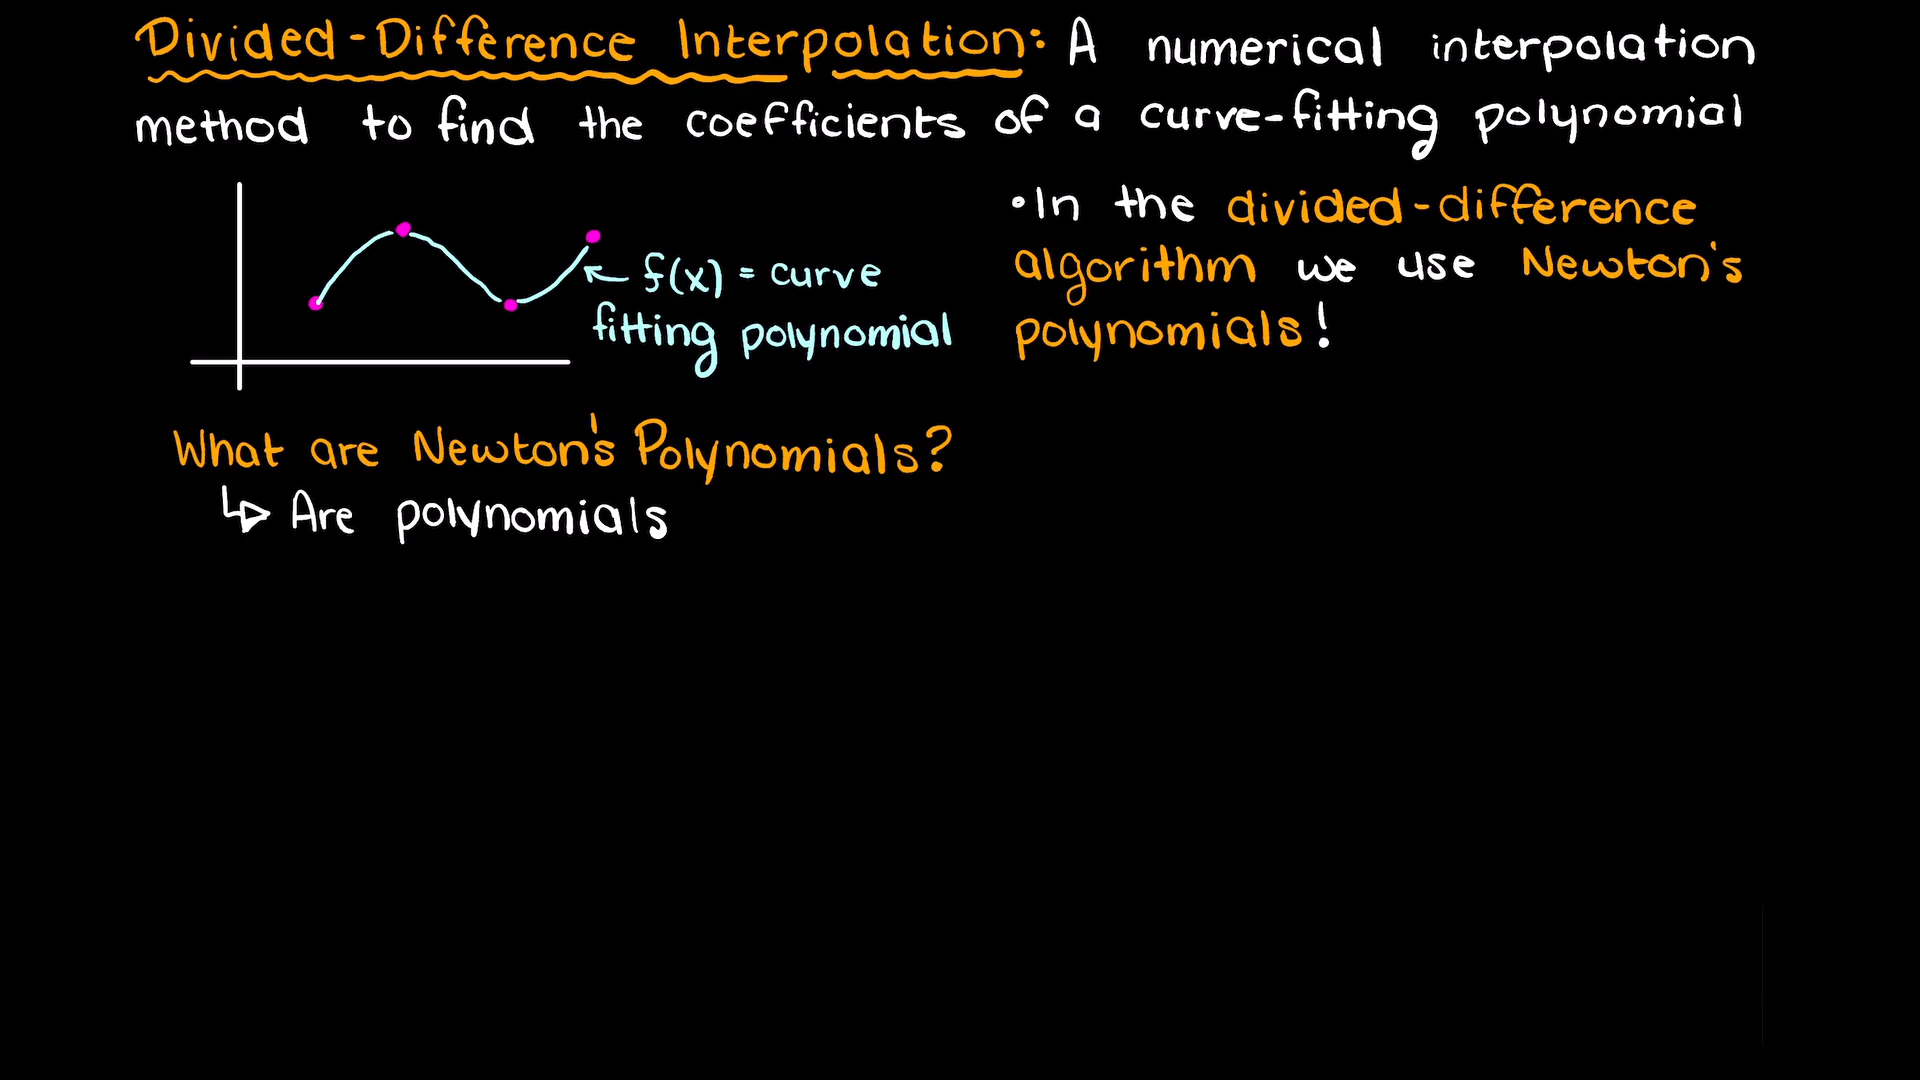 Divided-Difference Interpolation: A numerical interpolation
method to find the coefficients of a curve-fitting polynomial
f(x) = curve
fitting polynomial
•In the divided-difference
algorithm we use Newton's
polynomials!
What are Newton's Polynomials?
↳ Are polynomials